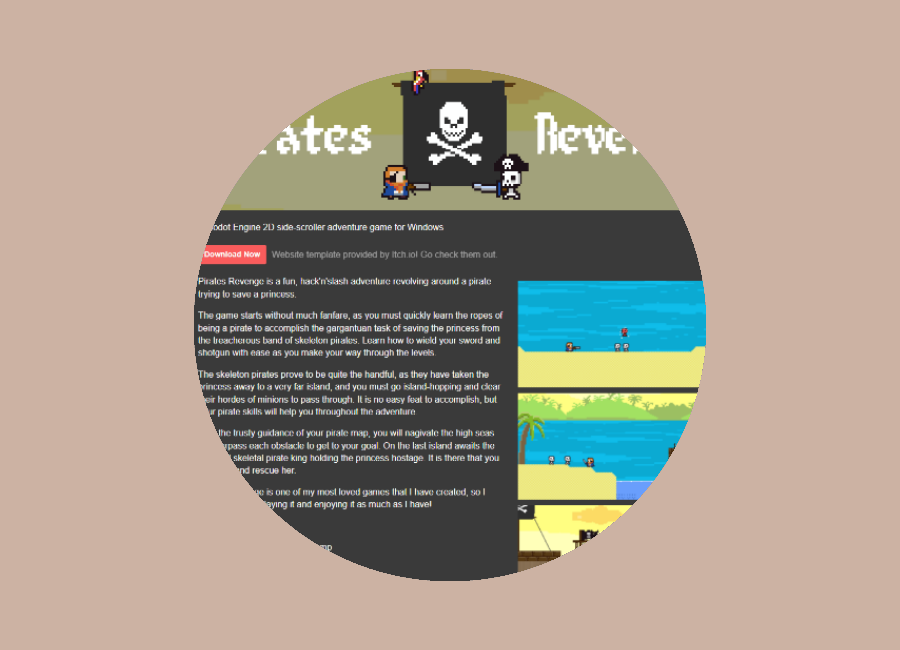 rates Reve
odot Engine 2D side-scroller adventure game for Windows
Download Now Website template provided by Itch.io! Go check them out.
Pirates Revenge is a fun, hack'n'slash adventure revolving around a pirate
trying to save a princess.
The game starts without much fanfare, as you must quickly learn the ropes of
being a pirate to accomplish the gargantuan task of saving the princess from
the treacherous band of skeleton pirates. Learn how to wield your sword and
shotgun with ease as you make your way through the levels.
The skeleton pirates prove to be quite the handful, as they have taken the
princess away to a very far island, and you must go island-hopping and clear
their hordes of minions to pass through. It is no easy feat to accomplish, but
ur pirate skills will help you throughout the adventure.
the trusty guidance of your pirate map, you will nagivate the high seas
pass each obstacle to get to your goal. On the last island awaits the
skeletal pirate king holding the princess hostage. It is there that you
nd rescue her.
ge is one of my most loved games that I have created, so I
aying it and enjoying it as much as I have!